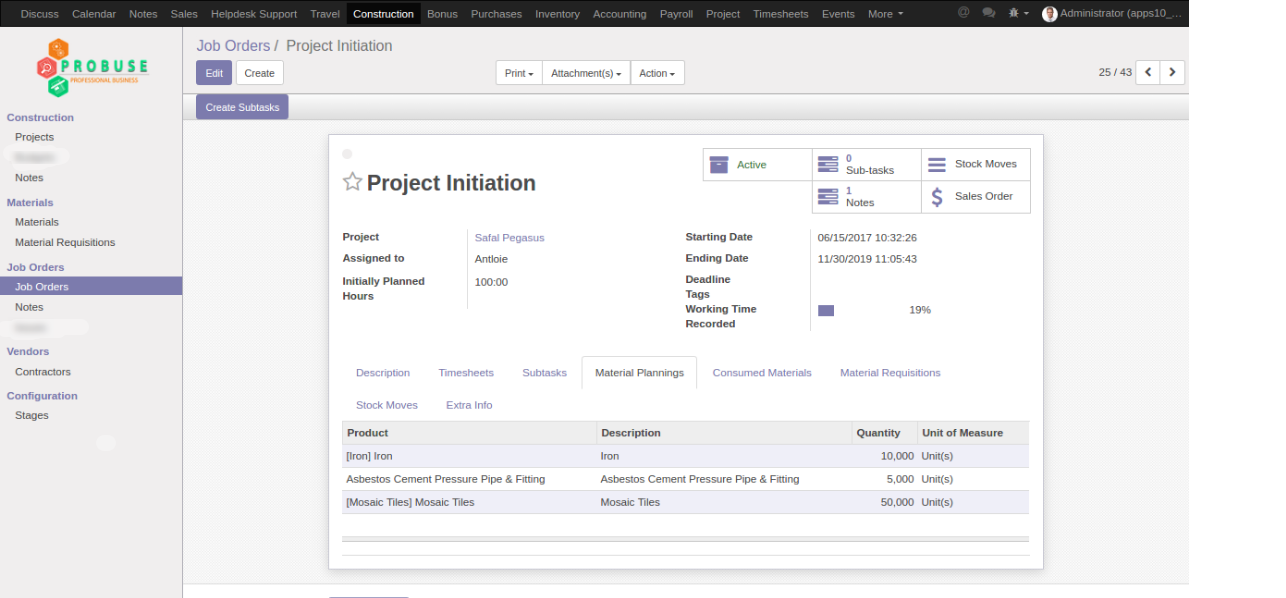 Discuss Calendar Notes Sales Helpdesk Support Travel Construction Bonus Purchases Inventory Accounting Payroll Project Timesheets Events More @ Administrator (apps10_...
PROBUSE
PROFESSIONAL BUSINESS
Construction
Projects
Notes
Materials
Materials
Material Requisitions
Job Orders
Job Orders
Notes
Vendors
Contractors
Configuration
Stages
Job Orders / Project Initiation
Edit Create Print Attachment(s) Action 25 / 43
Create Subtasks
Active
0
Sub-tasks
Stock Moves
1
Notes
Sales Order
Project Initiation
Project Safal Pegasus
Assigned to Antloie
Initially Planned
Hours
100:00
Starting Date 06/15/2017 10:32:26
Ending Date 11/30/2019 11:05:43
Deadline
Tags
Working Time
Recorded
19%
Description Timesheets Subtasks Material Plannings Consumed Materials Material Requisitions
Stock Moves Extra Info
Product Description Quantity Unit of Measure
[Iron] Iron Iron 10,000 Unit(s)
Asbestos Cement Pressure Pipe & Fitting Asbestos Cement Pressure Pipe & Fitting 5,000 Unit(s)
[Mosaic Tiles] Mosaic Tiles Mosaic Tiles 50,000 Unit(s)